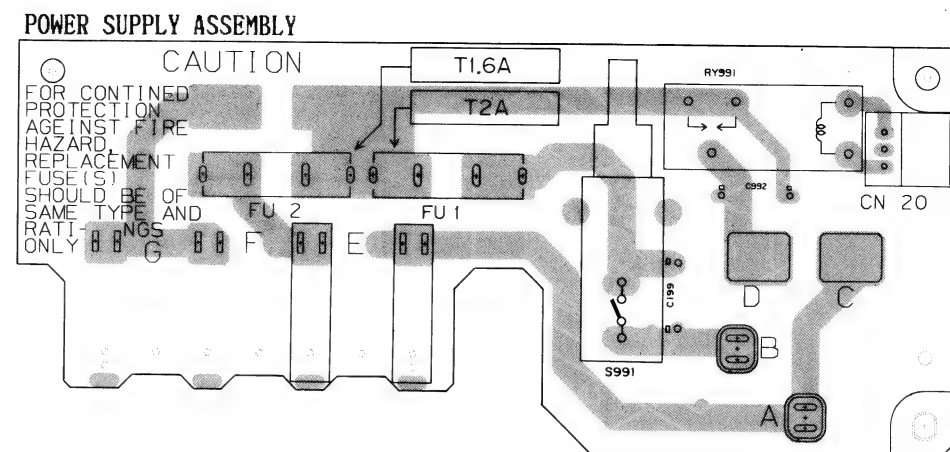 POWER SUPPLY ASSEMBLY
CAUTION
FOR CONTINED
PROTECTION
AGEINST FIRE
HAZARD,
REPLACEMENT
FUSE(S)
SHOULD BE OF
SAME TYPE AND
RATI- NGS
ONLY
T1.6A
T2A
RY991
C992
CN 20
FU 2
FU 1
G
F
E
D
C
C199
B
S991
A